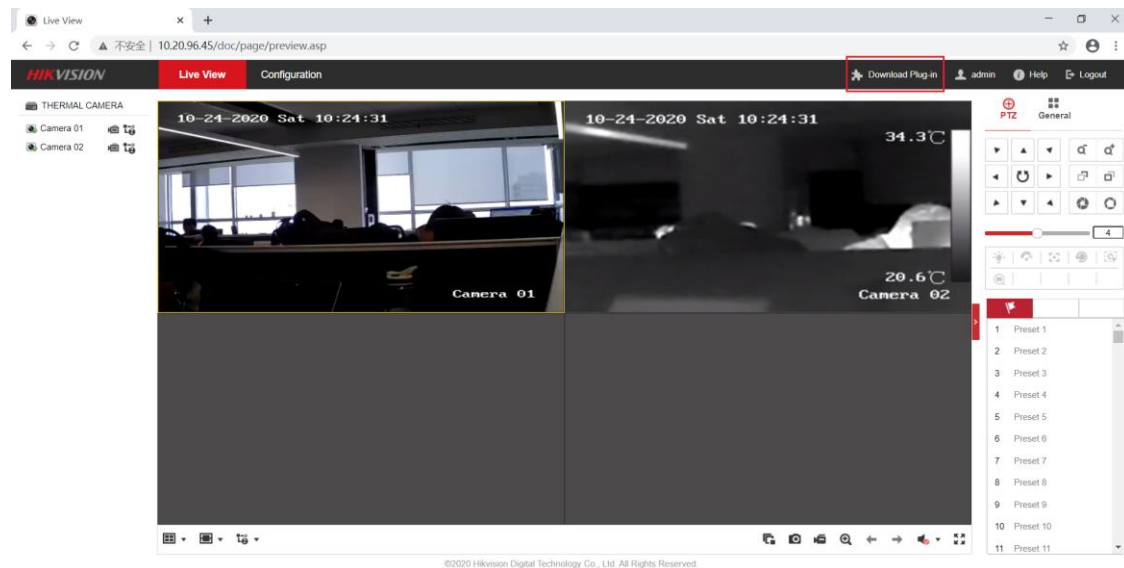 Live View
不安全 | 10.20.96.45/doc/page/preview.asp
HIKVISION Live View Configuration Download Plug-in admin Help Logout
THERMAL CAMERA
Camera 01
Camera 02
10-24-2020 Sat 10:24:31
Camera 01
10-24-2020 Sat 10:24:31
34.3℃
20.6℃
Camera 02
PTZ General
4
1 Preset 1
2 Preset 2
3 Preset 3
4 Preset 4
5 Preset 5
6 Preset 6
7 Preset 7
8 Preset 8
9 Preset 9
10 Preset 10
11 Preset 11
©2020 Hikvision Digital Technology Co., Ltd. All Rights Reserved.